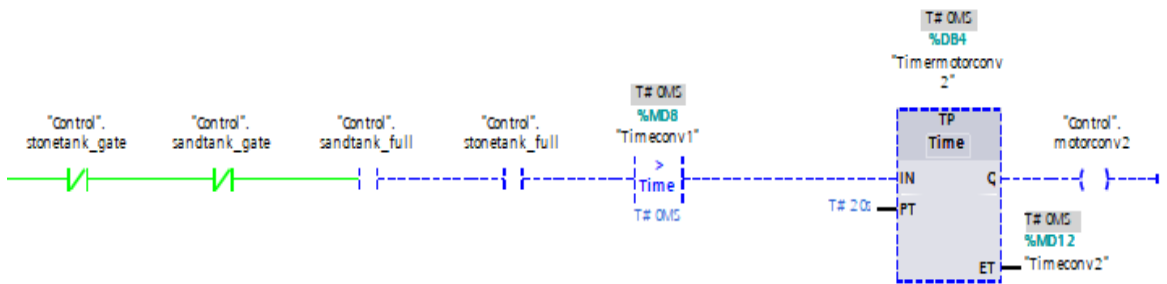 T# 0MS
%DB4
"Timermotorconv
2"
T# 0MS
%MD8
"Timeconv1"
"Control".
stonetank_gate
"Control".
sandtank_gate
"Control".
sandtank_full
"Control".
stonetank_full
>
Time
T# 0MS
TP
Time
"Control".
motorconv2
IN
Q
T# 20s
PT
T# 0MS
%MD12
ET
"Timeconv2"